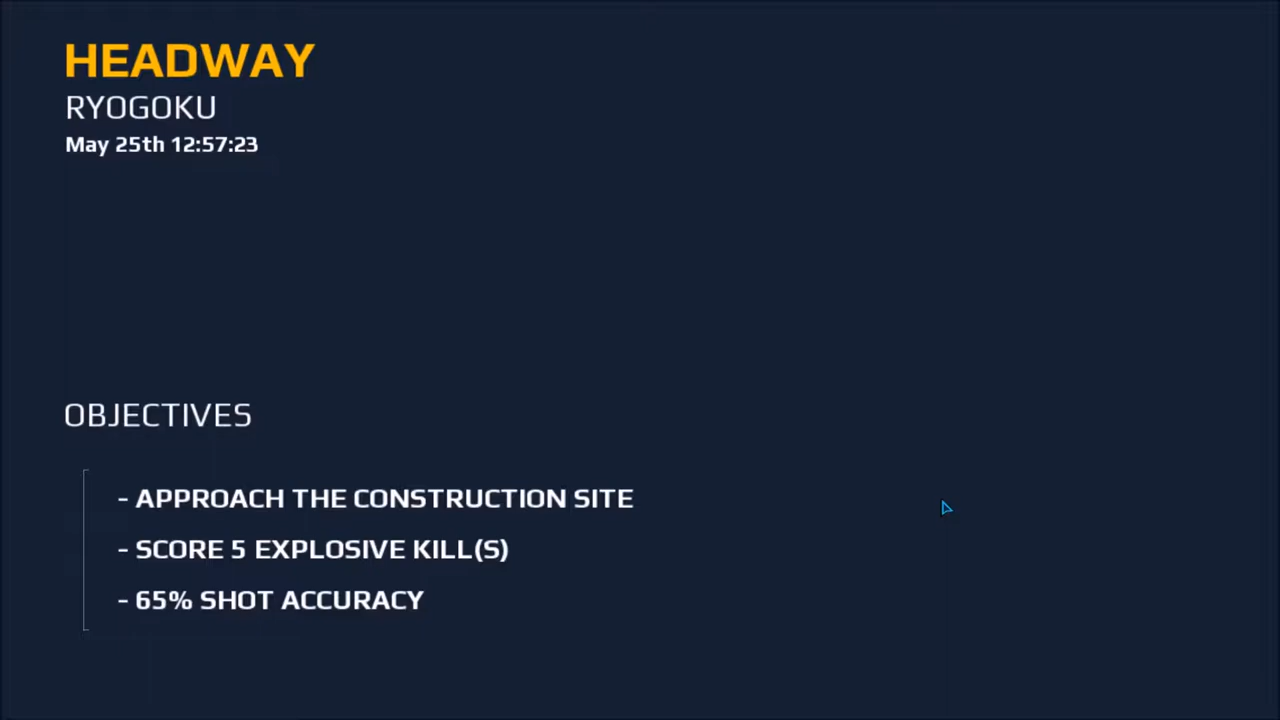 HEADWAY
RYOGOKU
May 25th 12:57:23
OBJECTIVES
- APPROACH THE CONSTRUCTION SITE
- SCORE 5 EXPLOSIVE KILL(S)
- 65% SHOT ACCURACY